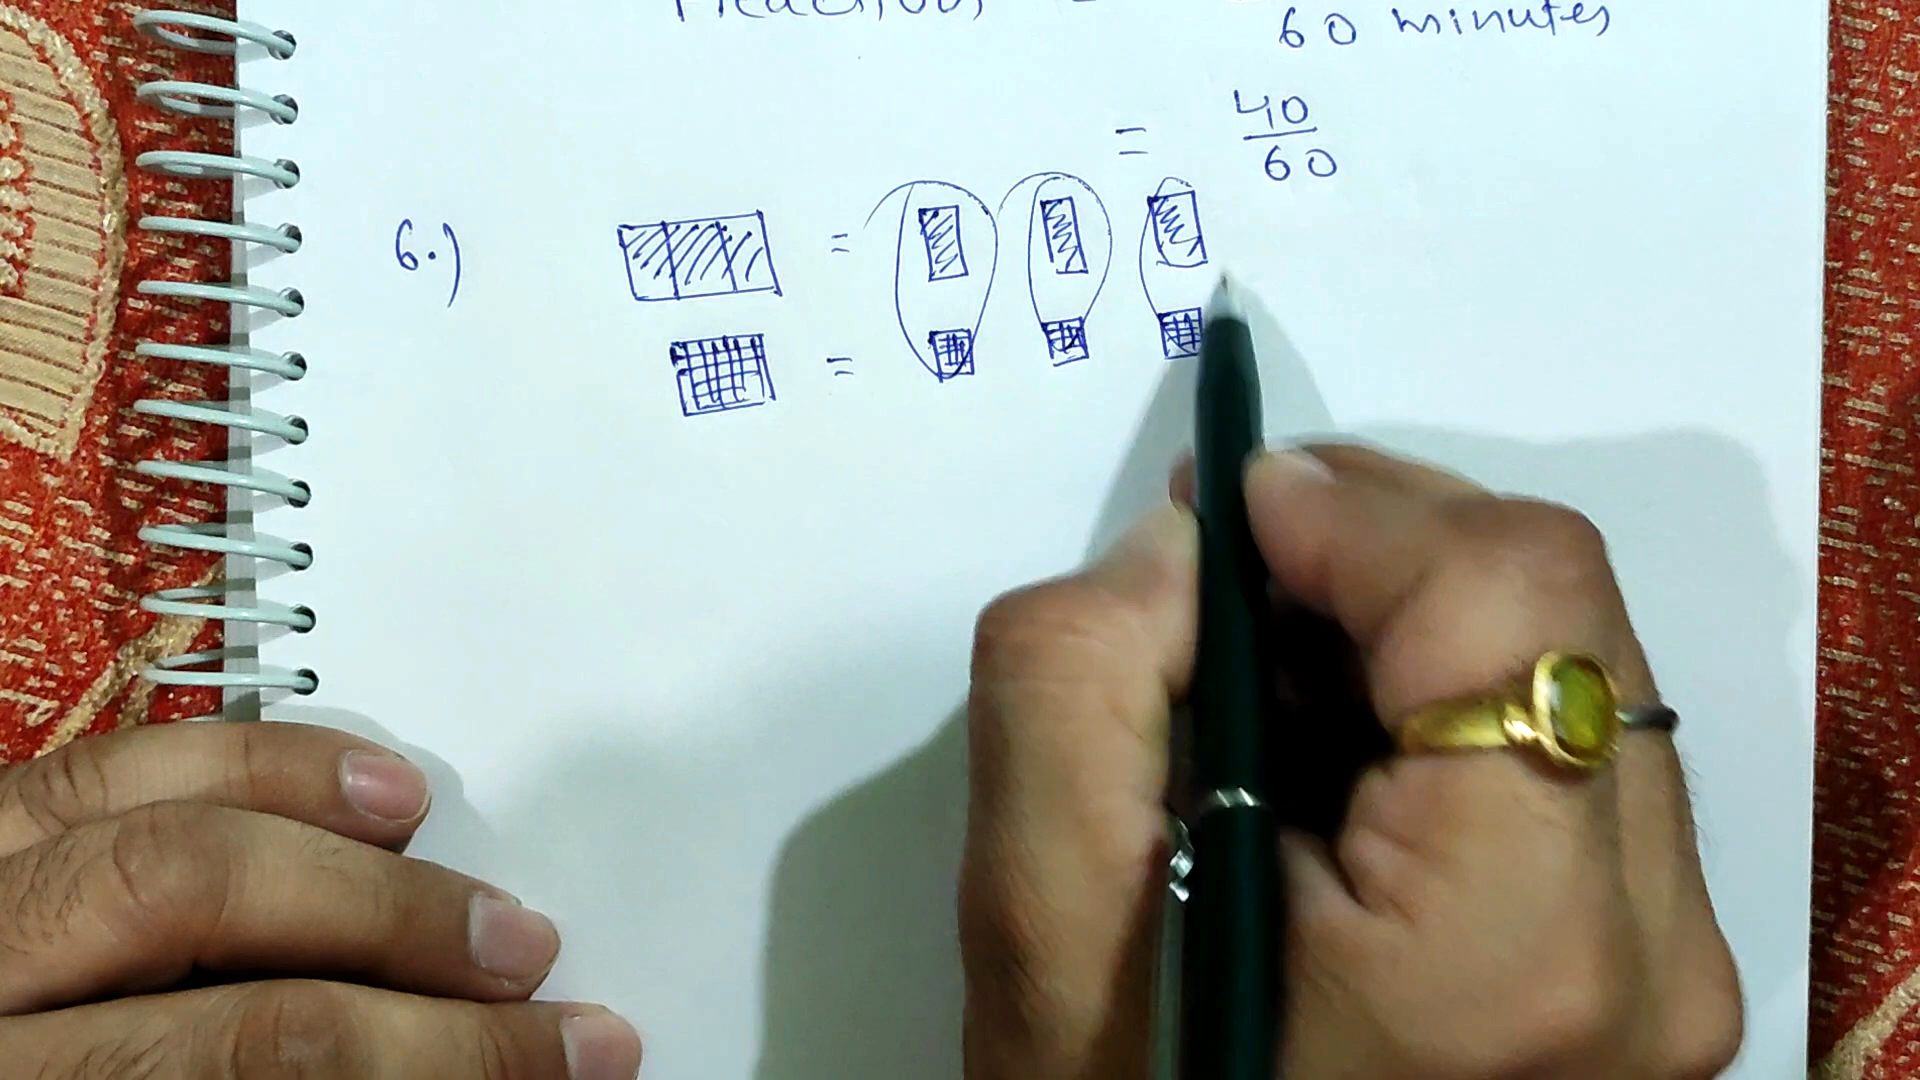 = 60 minutes
= 40/60
6.) =
=